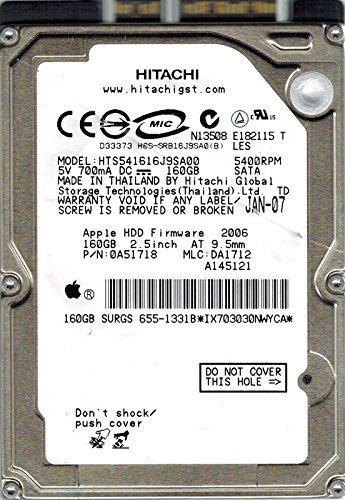 HITACHI
www.hitachigst.com
N13508 E182115 T
MIC
D33373 H6S-SRB16J9SA0(B) LES
MODEL:HTS541616J9SA00 5400RPM
5V 700mA DC 160GB SATA
MADE IN THAILAND BY Hitachi Global
Storage Technologies(Thailand),Ltd. TD
WARRANTY VOID IF ANY LABEL OR
SCREW IS REMOVED OR BROKEN JAN-07
Apple HDD Firmware 2006
160GB 2.5inch AT 9.5mm
P/N:0A51718 MLC:DA1712
A145121
®
160GB SURGS 655-1331B*IX703030NWYCA*
DO NOT COVER
THIS HOLE =>
Don't shock/
push cover